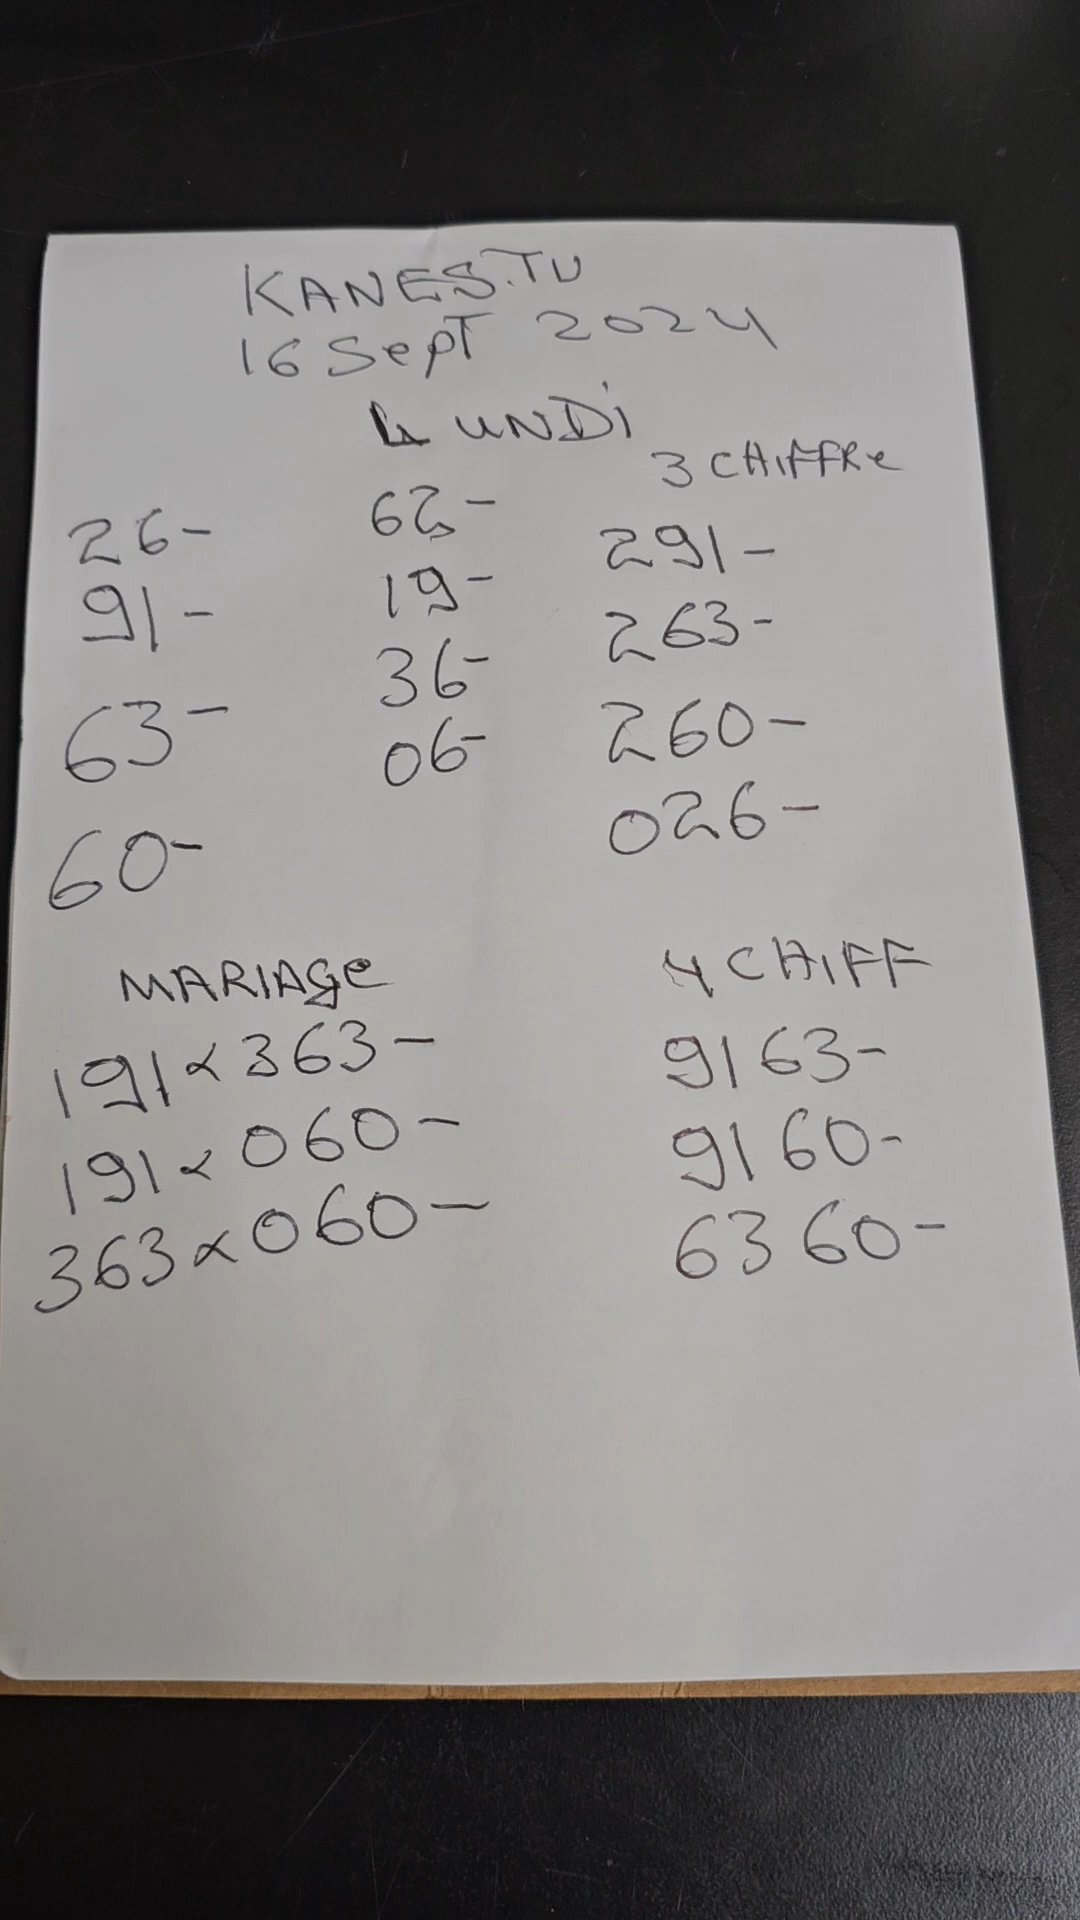 KANES.TV
16 Sept 2024
LUNDi
3 CHiFFRe
26-
91-
63-
60-
62-
19-
36-
06-
291-
263-
260-
026-
MARIAge
191x363-
191x060-
363x060-
4 CHIFF
9163-
9160-
6360-